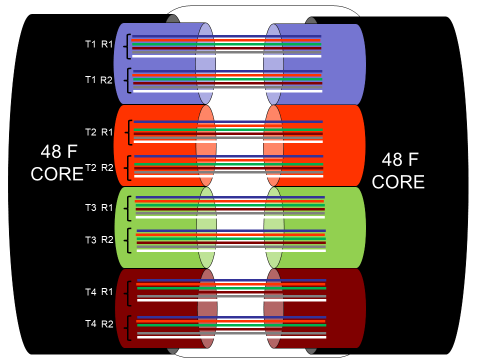 T1 R1
T1 R2
T2 R1
48 F
CORE
T2 R2
48 F
CORE
T3 R1
T3 R2
T4 R1
T4 R2